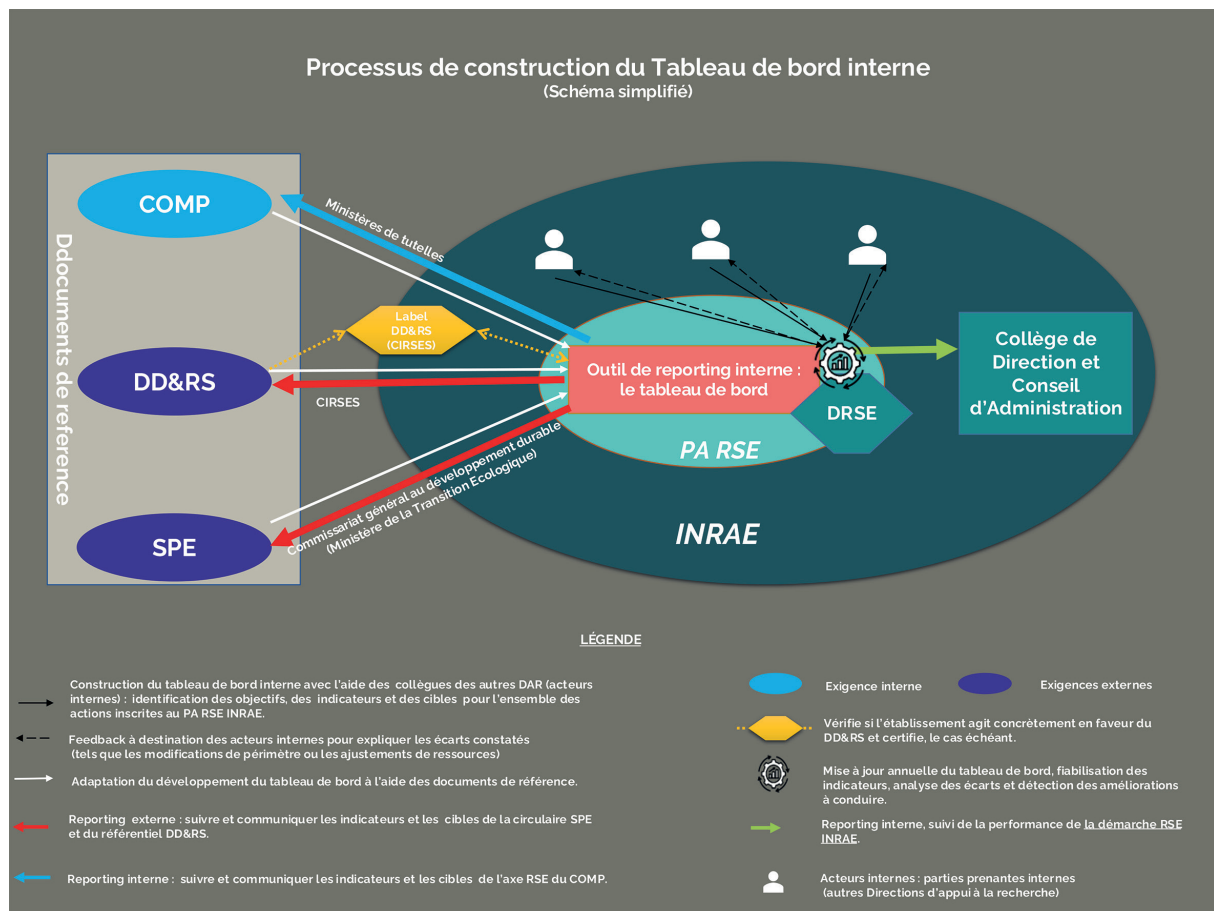 Processus de construction du Tableau de bord interne
(Schéma simplifié)
Ddocuments de reference
COMP
DD&RS
SPE
Ministères de tutelles
Label
DD&RS
(CIRSES)
CIRSES
Commissariat général au développement durable
(Ministère de la Transition Ecologique)
Outil de reporting interne :
le tableau de bord
PA RSE
DRSE
INRAE
Collège de
Direction et
Conseil
d'Administration
LÉGENDE
Construction du tableau de bord interne avec l'aide des collègues des autres DAR (acteurs
internes) : identification des objectifs, des indicateurs et des cibles pour l'ensemble des
actions inscrites au PA RSE INRAE.
Feedback à destination des acteurs internes pour expliquer les écarts constatés
(tels que les modifications de périmètre ou les ajustements de ressources)
Adaptation du développement du tableau de bord à l'aide des documents de référence.
Reporting externe : suivre et communiquer les indicateurs et les cibles de la circulaire SPE
et du référentiel DD&RS.
Reporting interne : suivre et communiquer les indicateurs et les cibles de l'axe RSE du COMP.
Exigence interne
Exigences externes
Vérifie si l'établissement agit concrètement en faveur du
DD&RS et certifie, le cas échéant.
Mise à jour annuelle du tableau de bord, fiabilisation des
indicateurs, analyse des écarts et détection des améliorations
à conduire.
Reporting interne, suivi de la performance de la démarche RSE
INRAE.
Acteurs internes : parties prenantes internes
(autres Directions d'appui à la recherche)